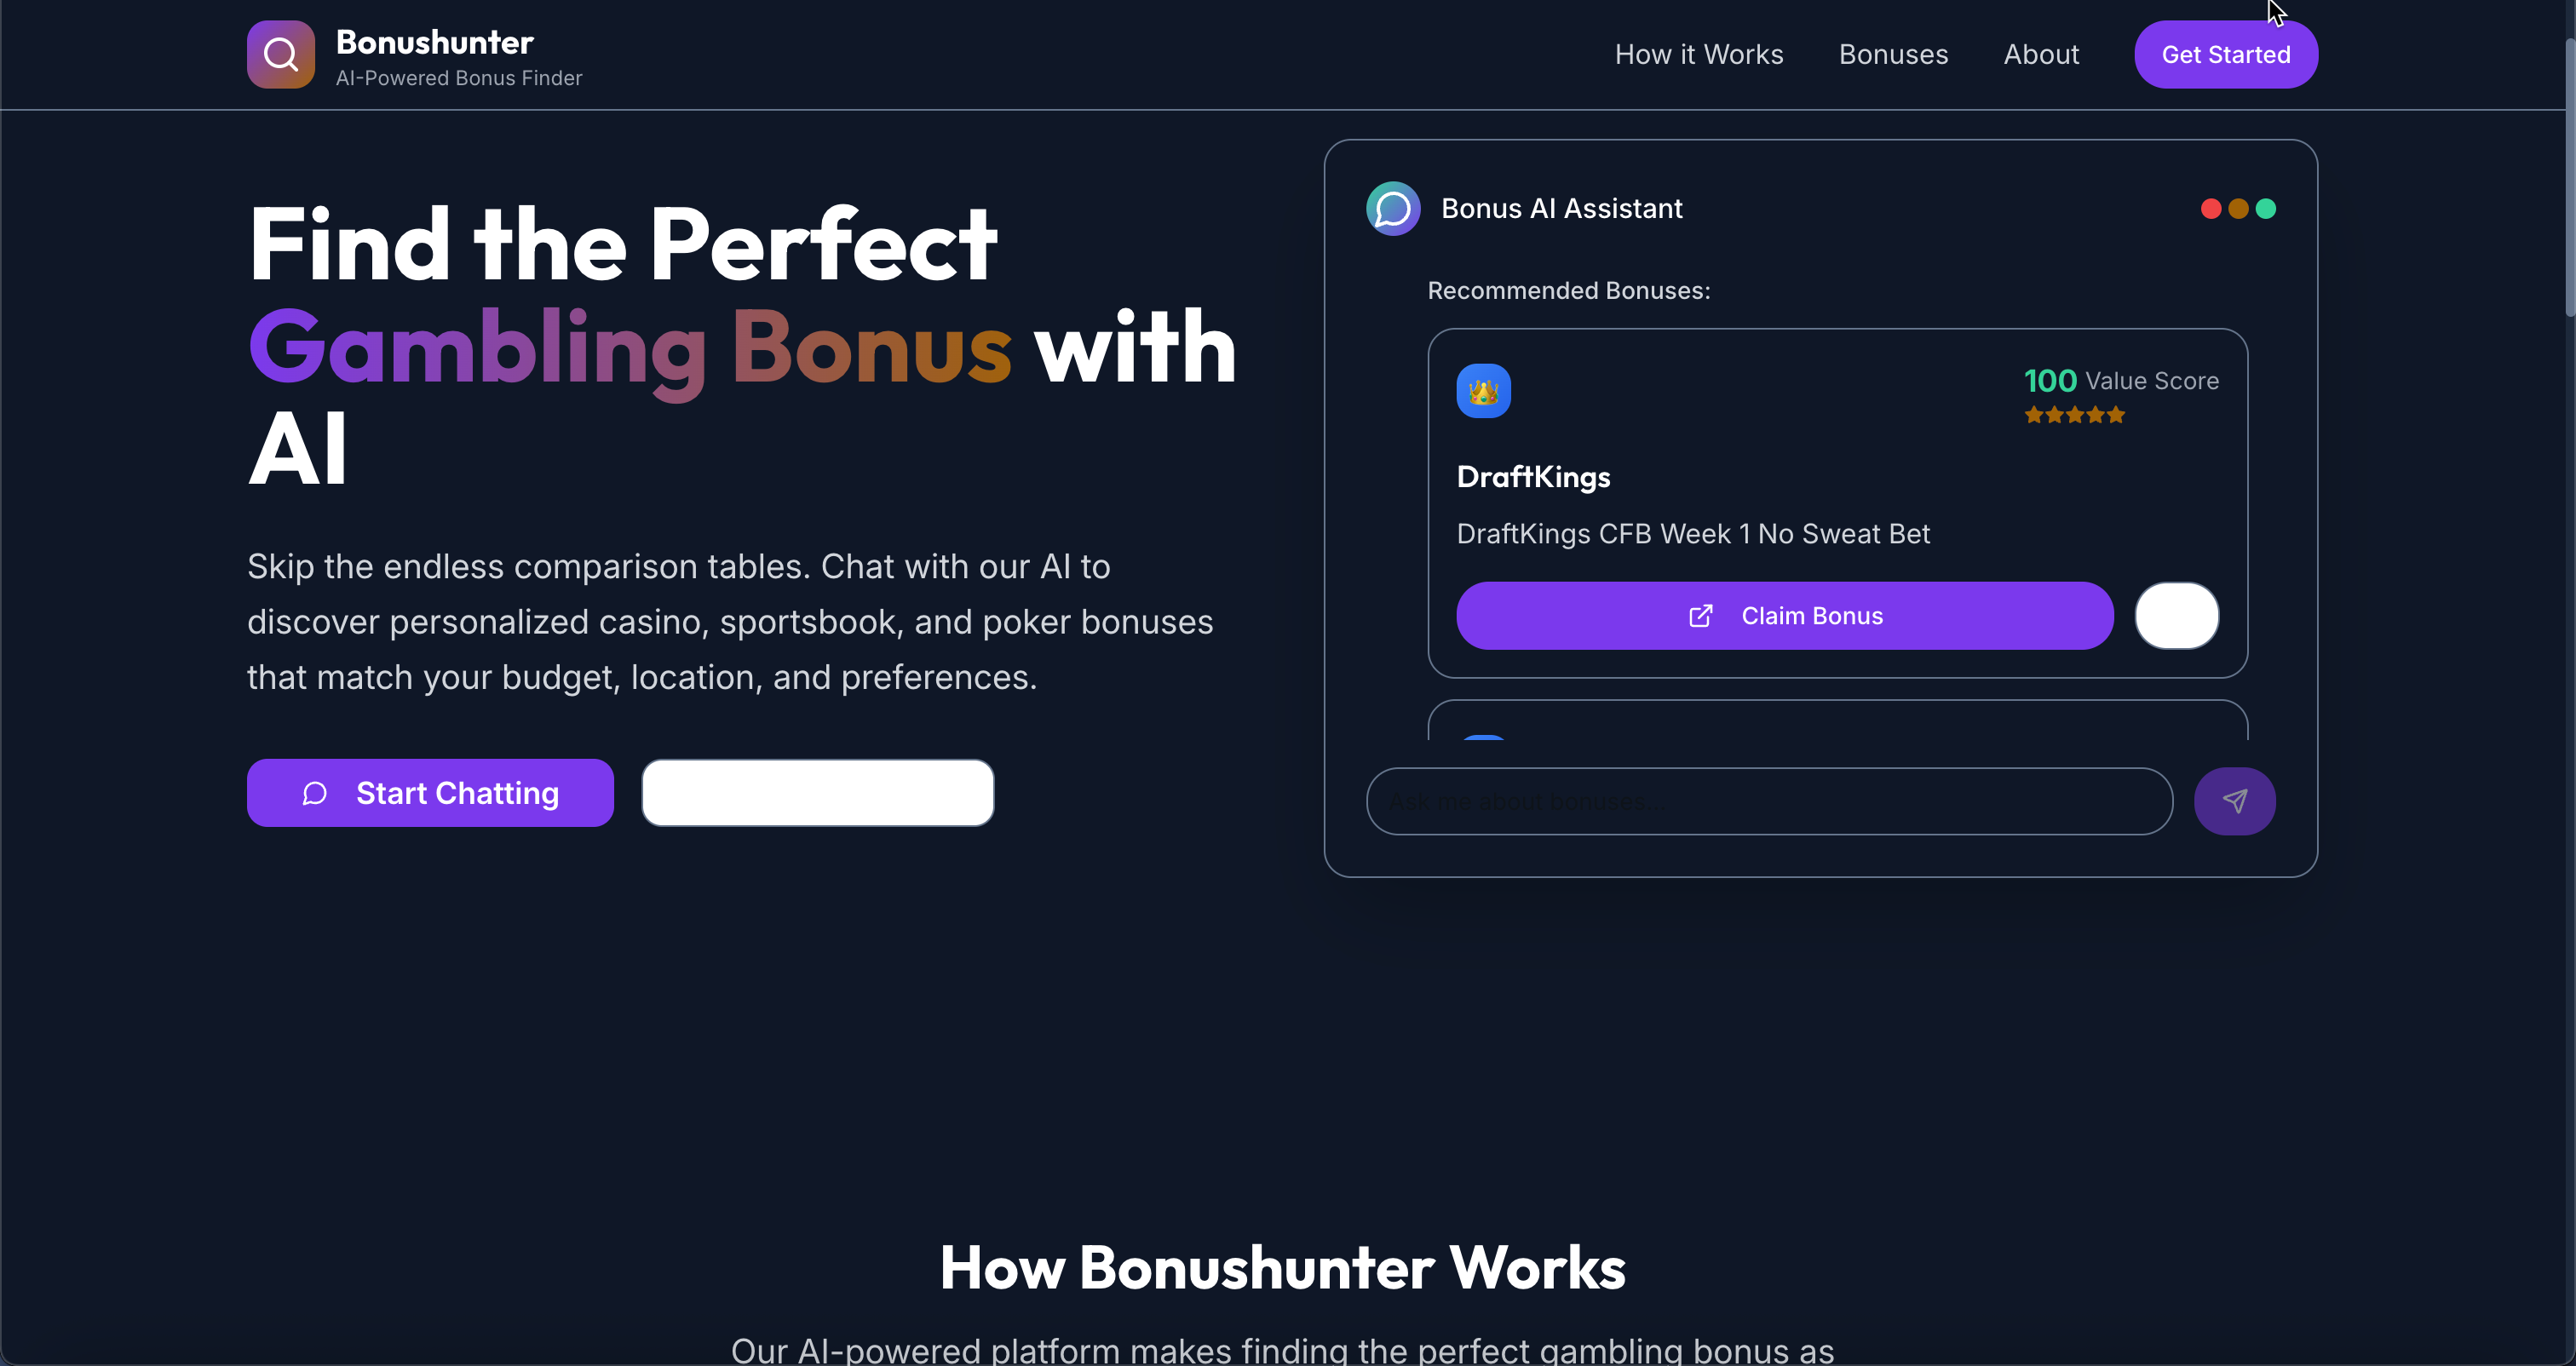 Bonushunter
AI-Powered Bonus Finder
How it Works
Bonuses
About
Get Started
Find the Perfect
Gambling Bonus with
AI
Skip the endless comparison tables. Chat with our AI to
discover personalized casino, sportsbook, and poker bonuses
that match your budget, location, and preferences.
Start Chatting
Bonus AI Assistant
Recommended Bonuses:
100 Value Score
DraftKings
DraftKings CFB Week 1 No Sweat Bet
Claim Bonus
Ask me about bonuses...
How Bonushunter Works
Our AI-powered platform makes finding the perfect gambling bonus as